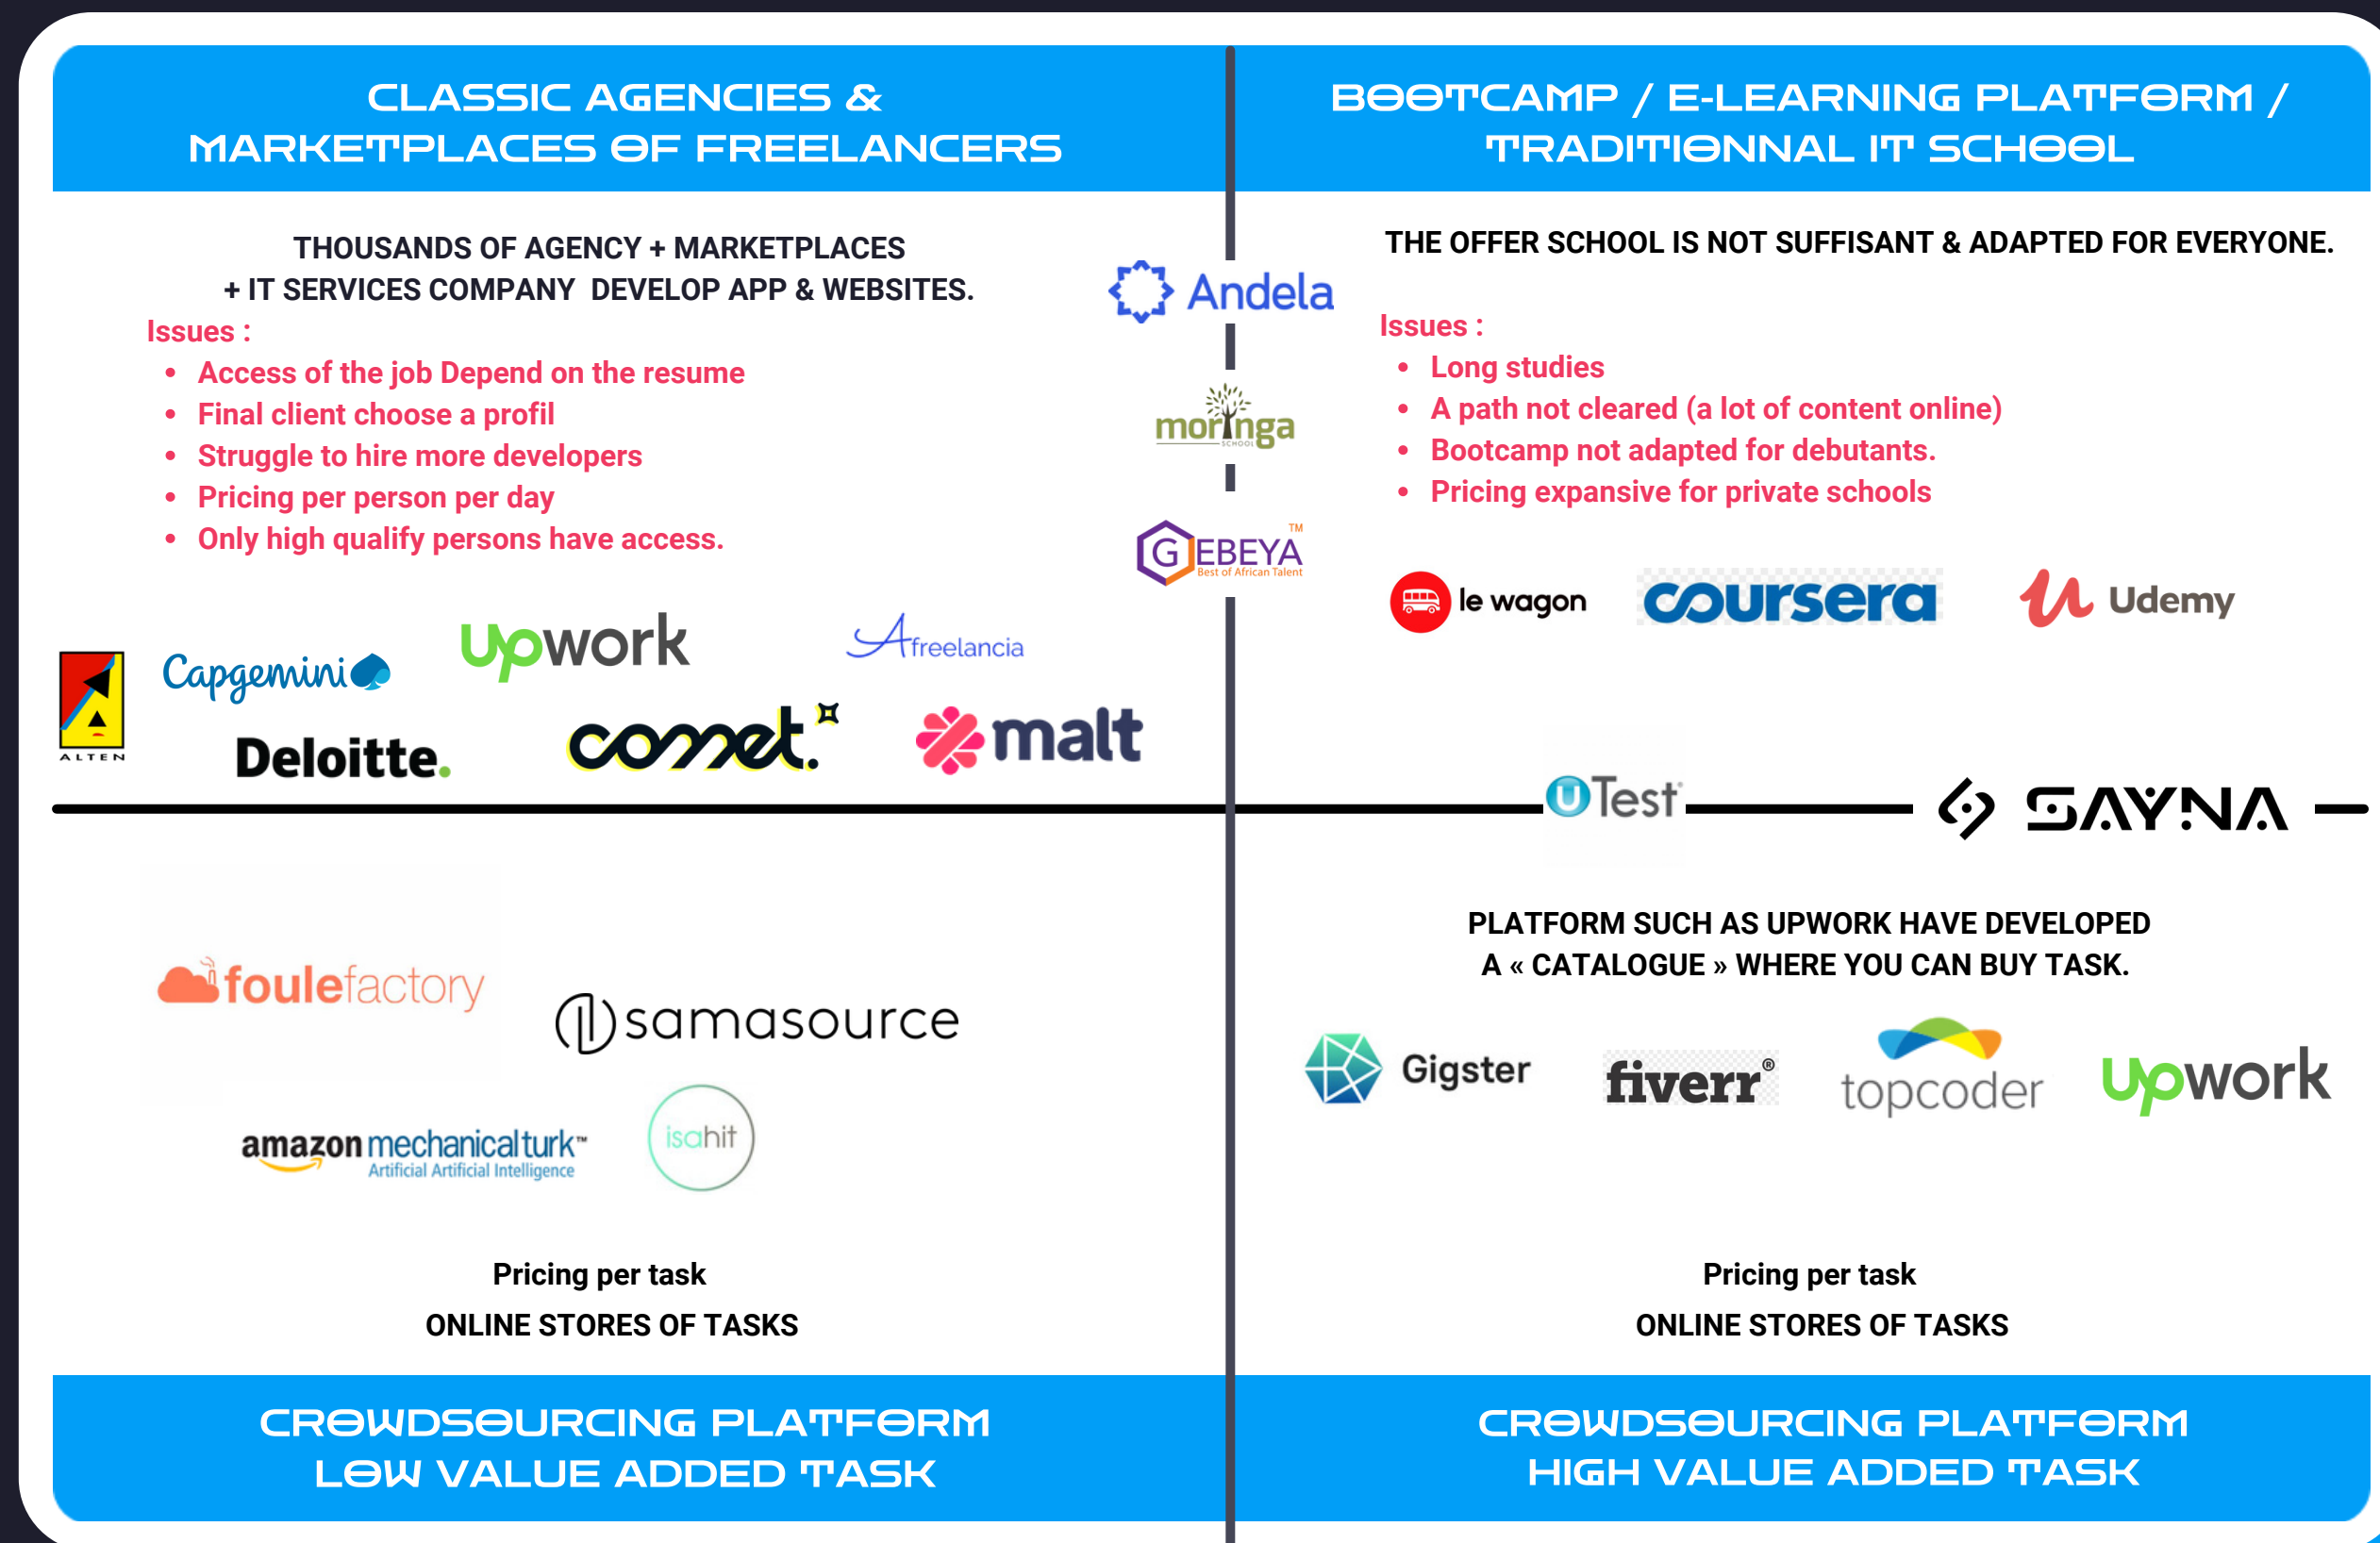 CLASSIC AGENCIES &
MARKETPLACES OF FREELANCERS
THOUSANDS OF AGENCY + MARKETPLACES
+ IT SERVICES COMPANY DEVELOP APP & WEBSITES.
Issues :
• Access of the job Depend on the resume
• Final client choose a profil
• Struggle to hire more developers
• Pricing per person per day
• Only high qualify persons have access.
ALTEN
Capgemini
upwork
Afreelancia
Deloitte.
comet.
malt
Andela
moringa
SCHOOL
GEBEYA TM
Best of African Talent
BOOTCAMP / E-LEARNING PLATFORM /
TRADITIONNAL IT SCHOOL
THE OFFER SCHOOL IS NOT SUFFISANT & ADAPTED FOR EVERYONE.
Issues :
• Long studies
• A path not cleared (a lot of content online)
• Bootcamp not adapted for debutants.
• Pricing expansive for private schools
le wagon
coursera
Udemy
uTest
SAYNA
foulefactory
samasource
amazon mechanical turk™
Artificial Artificial Intelligence
isahit
Pricing per task
ONLINE STORES OF TASKS
CROWDSOURCING PLATFORM
LOW VALUE ADDED TASK
PLATFORM SUCH AS UPWORK HAVE DEVELOPED
A « CATALOGUE » WHERE YOU CAN BUY TASK.
Gigster
fiverr®
topcoder
upwork
Pricing per task
ONLINE STORES OF TASKS
CROWDSOURCING PLATFORM
HIGH VALUE ADDED TASK